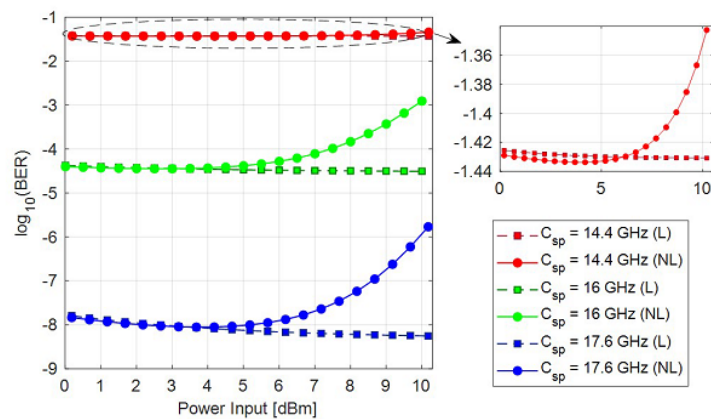 -1
-2
-3
-4
-5
-6
-7
-8
-9
log10(BER)
0 1 2 3 4 5 6 7 8 9 10
Power Input [dBm]
-1.36
-1.38
-1.4
-1.42
-1.44
0 5 10
Csp = 14.4 GHz (L)
Csp = 14.4 GHz (NL)
Csp = 16 GHz (L)
Csp = 16 GHz (NL)
Csp = 17.6 GHz (L)
Csp = 17.6 GHz (NL)